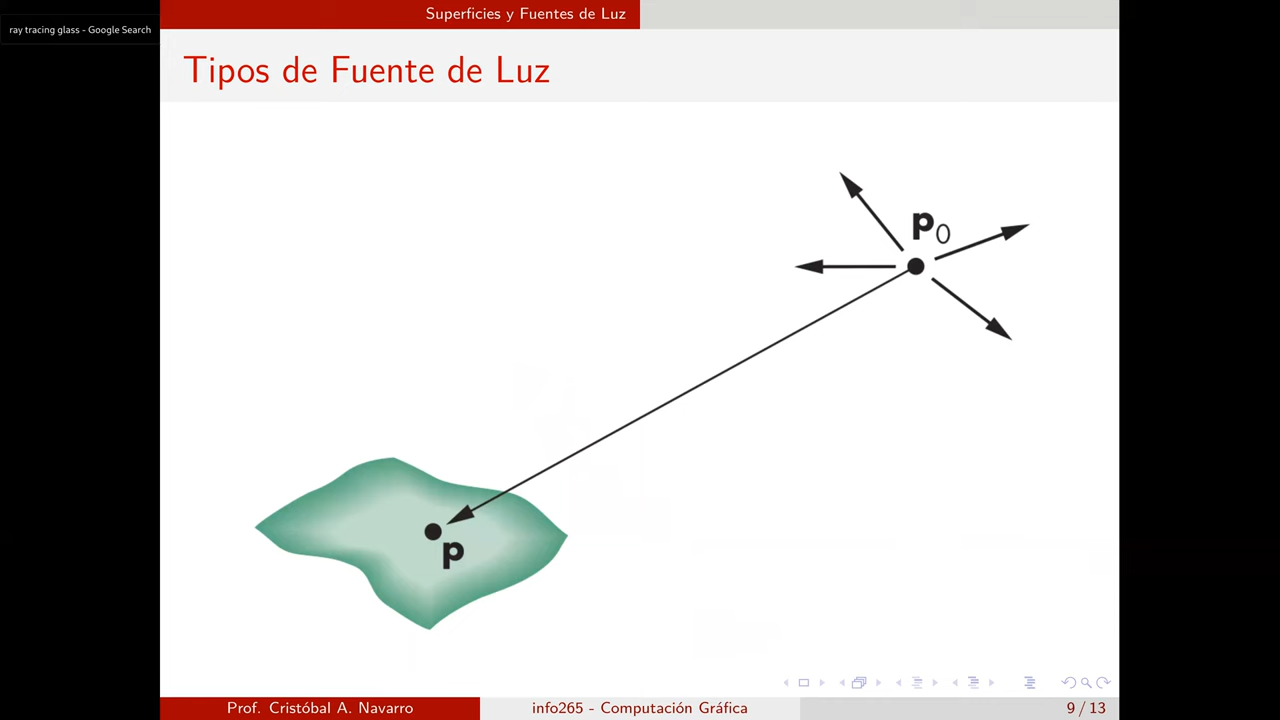 ray tracing glass - Google Search
Superficies y Fuentes de Luz
Tipos de Fuente de Luz
p0
p
Prof. Cristóbal A. Navarro
info265 - Computación Gráfica
9 / 13